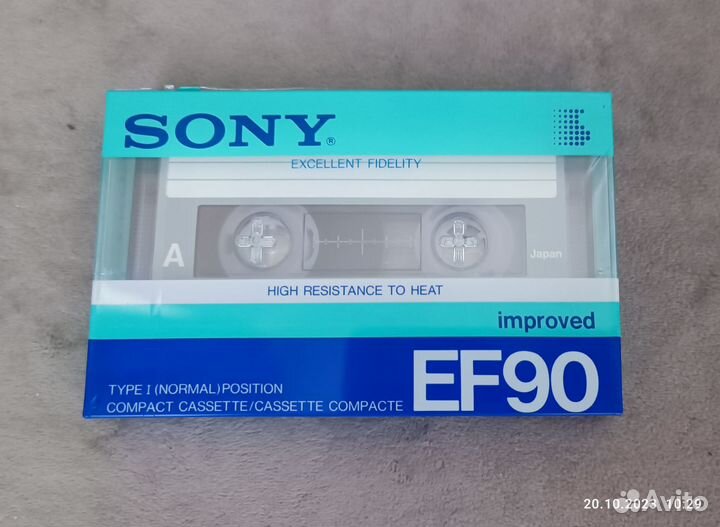 SONY®
EXCELLENT FIDELITY
A
Japan
HIGH RESISTANCE TO HEAT
improved
EF90
TYPE I (NORMAL) POSITION
COMPACT CASSETTE/CASSETTE COMPACTE
20.10.2023 10:29
Avito